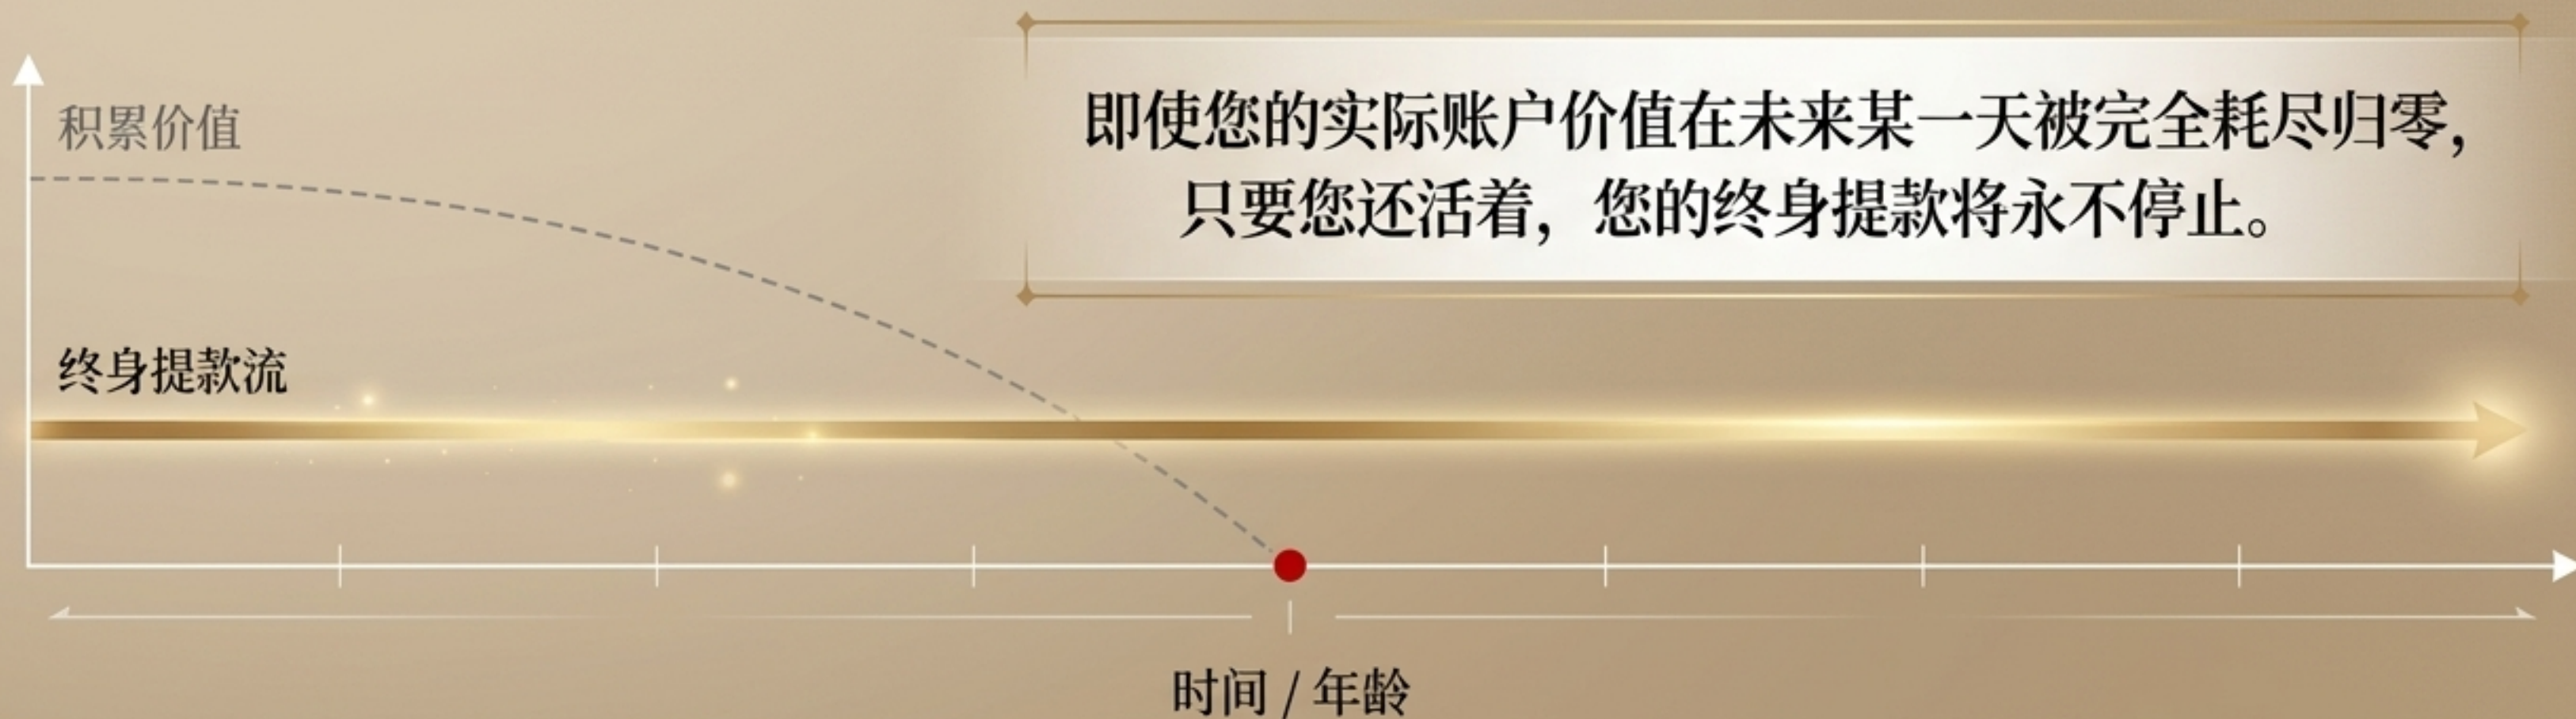 积累价值
即使您的实际账户价值在未来某一天被完全耗尽归零，
只要您还活着，您的终身提款将永不停止。
终身提款流
时间 / 年龄